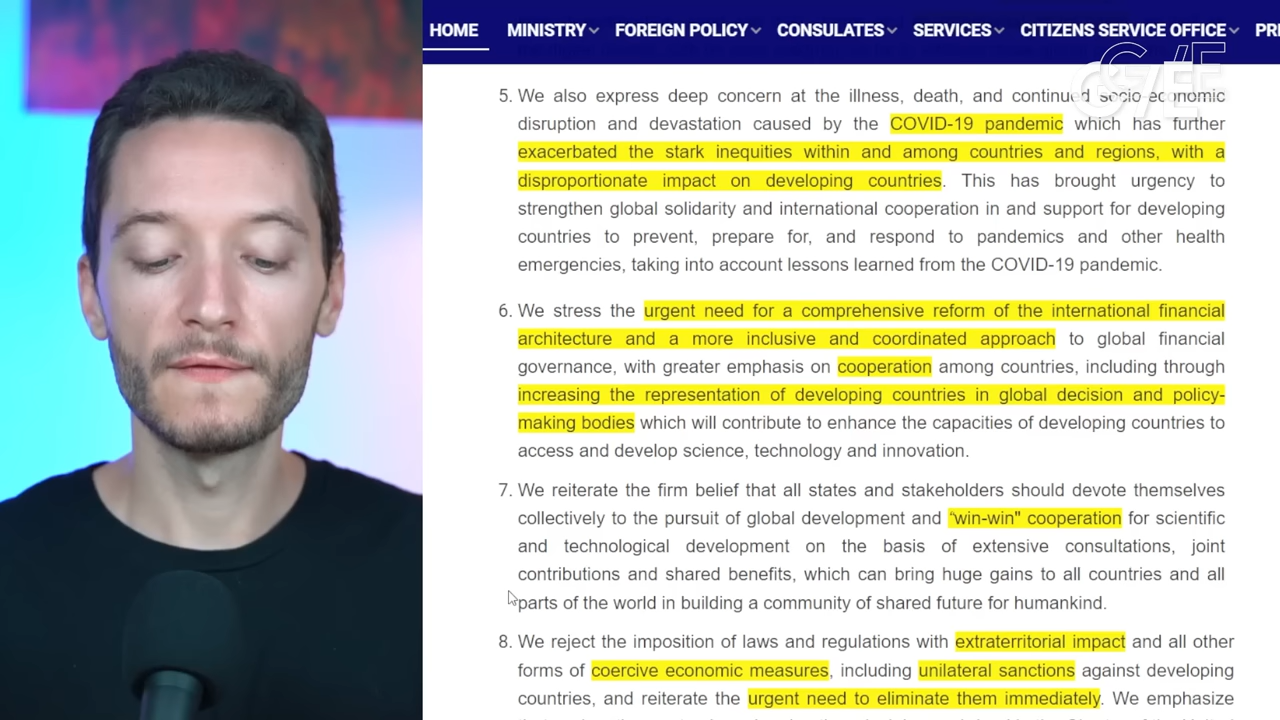 HOME MINISTRY FOREIGN POLICY CONSULATES SERVICES CITIZENS SERVICE OFFICE
5. We also express deep concern at the illness, death, and continued socio-economic
disruption and devastation caused by the COVID-19 pandemic which has further
exacerbated the stark inequities within and among countries and regions, with a
disproportionate impact on developing countries. This has brought urgency to
strengthen global solidarity and international cooperation in and support for developing
countries to prevent, prepare for, and respond to pandemics and other health
emergencies, taking into account lessons learned from the COVID-19 pandemic.
6. We stress the urgent need for a comprehensive reform of the international financial
architecture and a more inclusive and coordinated approach to global financial
governance, with greater emphasis on cooperation among countries, including through
increasing the representation of developing countries in global decision and policy-
making bodies which will contribute to enhance the capacities of developing countries to
access and develop science, technology and innovation.
7. We reiterate the firm belief that all states and stakeholders should devote themselves
collectively to the pursuit of global development and “win-win" cooperation for scientific
and technological development on the basis of extensive consultations, joint
contributions and shared benefits, which can bring huge gains to all countries and all
parts of the world in building a community of shared future for humankind.
8. We reject the imposition of laws and regulations with extraterritorial impact and all other
forms of coercive economic measures, including unilateral sanctions against developing
countries, and reiterate the urgent need to eliminate them immediately. We emphasize